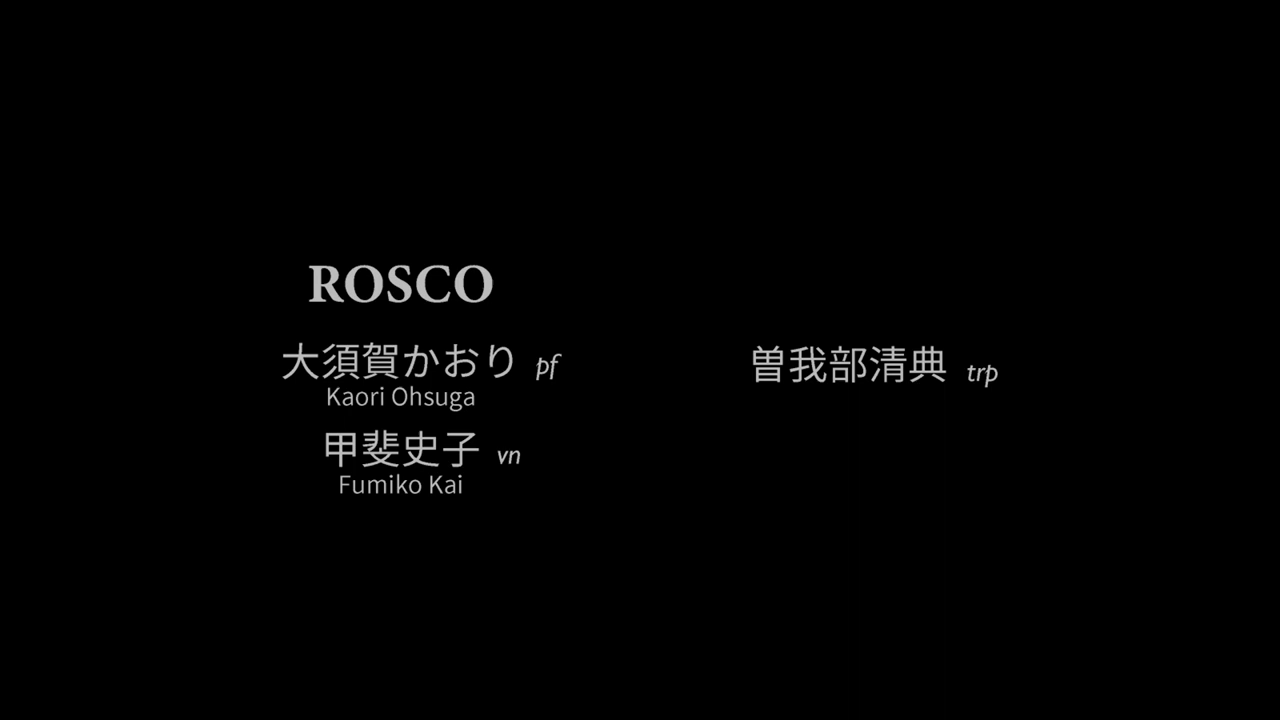 ROSCO
大須賀かおり pf
Kaori Ohsuga
甲斐史子 vn
Fumiko Kai
曽我部清典 trp